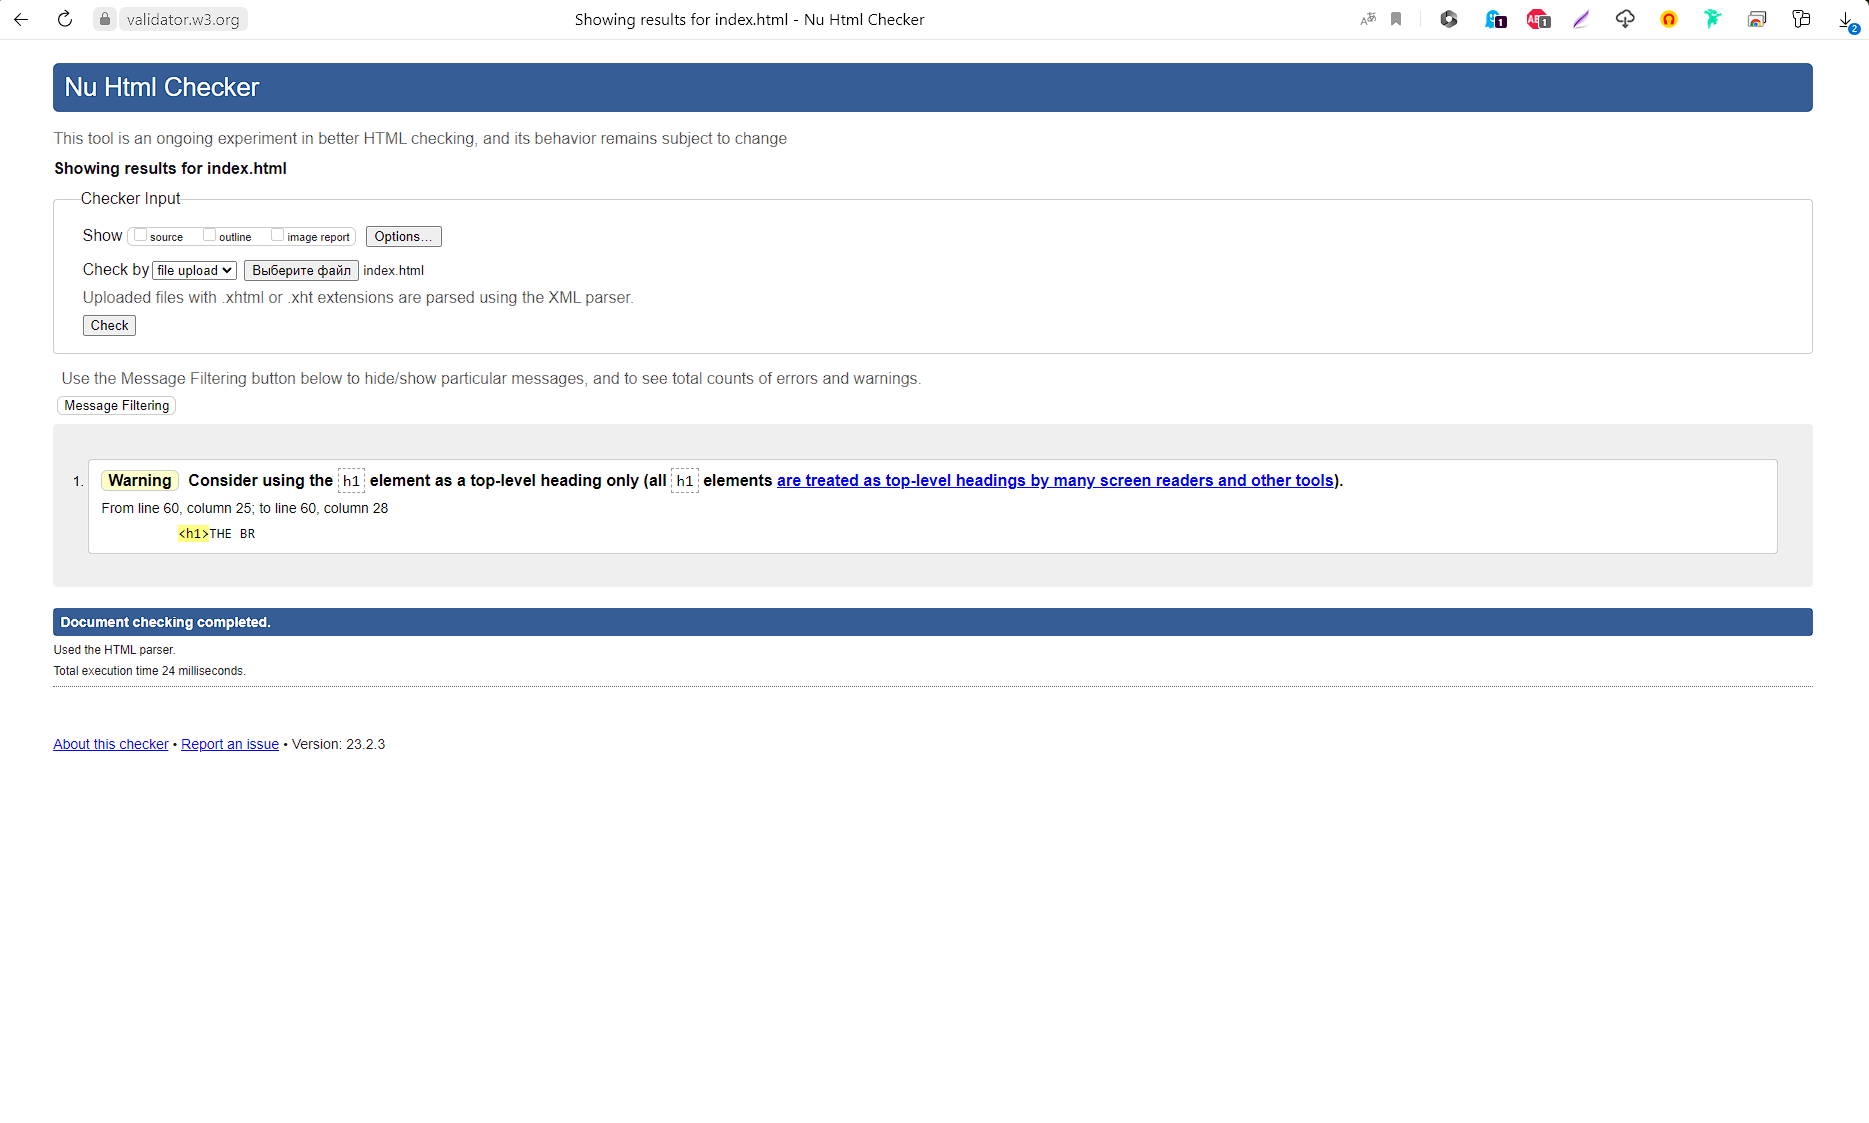 validator.w3.org
Showing results for index.html - Nu Html Checker
1
1
2
Nu Html Checker
This tool is an ongoing experiment in better HTML checking, and its behavior remains subject to change
Showing results for index.html
Checker Input
Show source outline image report Options...
Check by file upload Выберите файл index.html
Uploaded files with .xhtml or .xht extensions are parsed using the XML parser.
Check
Use the Message Filtering button below to hide/show particular messages, and to see total counts of errors and warnings.
Message Filtering
1. Warning Consider using the h1 element as a top-level heading only (all h1 elements are treated as top-level headings by many screen readers and other tools).
From line 60, column 25; to line 60, column 28
<h1>THE BR
Document checking completed.
Used the HTML parser.
Total execution time 24 milliseconds.
About this checker • Report an issue • Version: 23.2.3